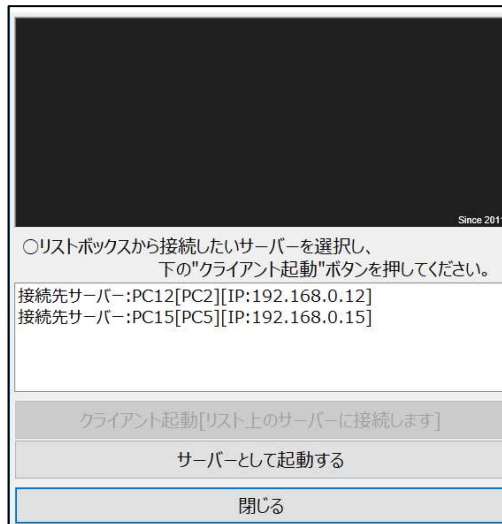 Since 2011
○リストボックスから接続したいサーバーを選択し、
下の"クライアント起動"ボタンを押してください。
接続先サーバー:PC12[PC2][IP:192.168.0.12]
接続先サーバー:PC15[PC5][IP:192.168.0.15]
クライアント起動[リスト上のサーバーに接続します]
サーバーとして起動する
閉じる